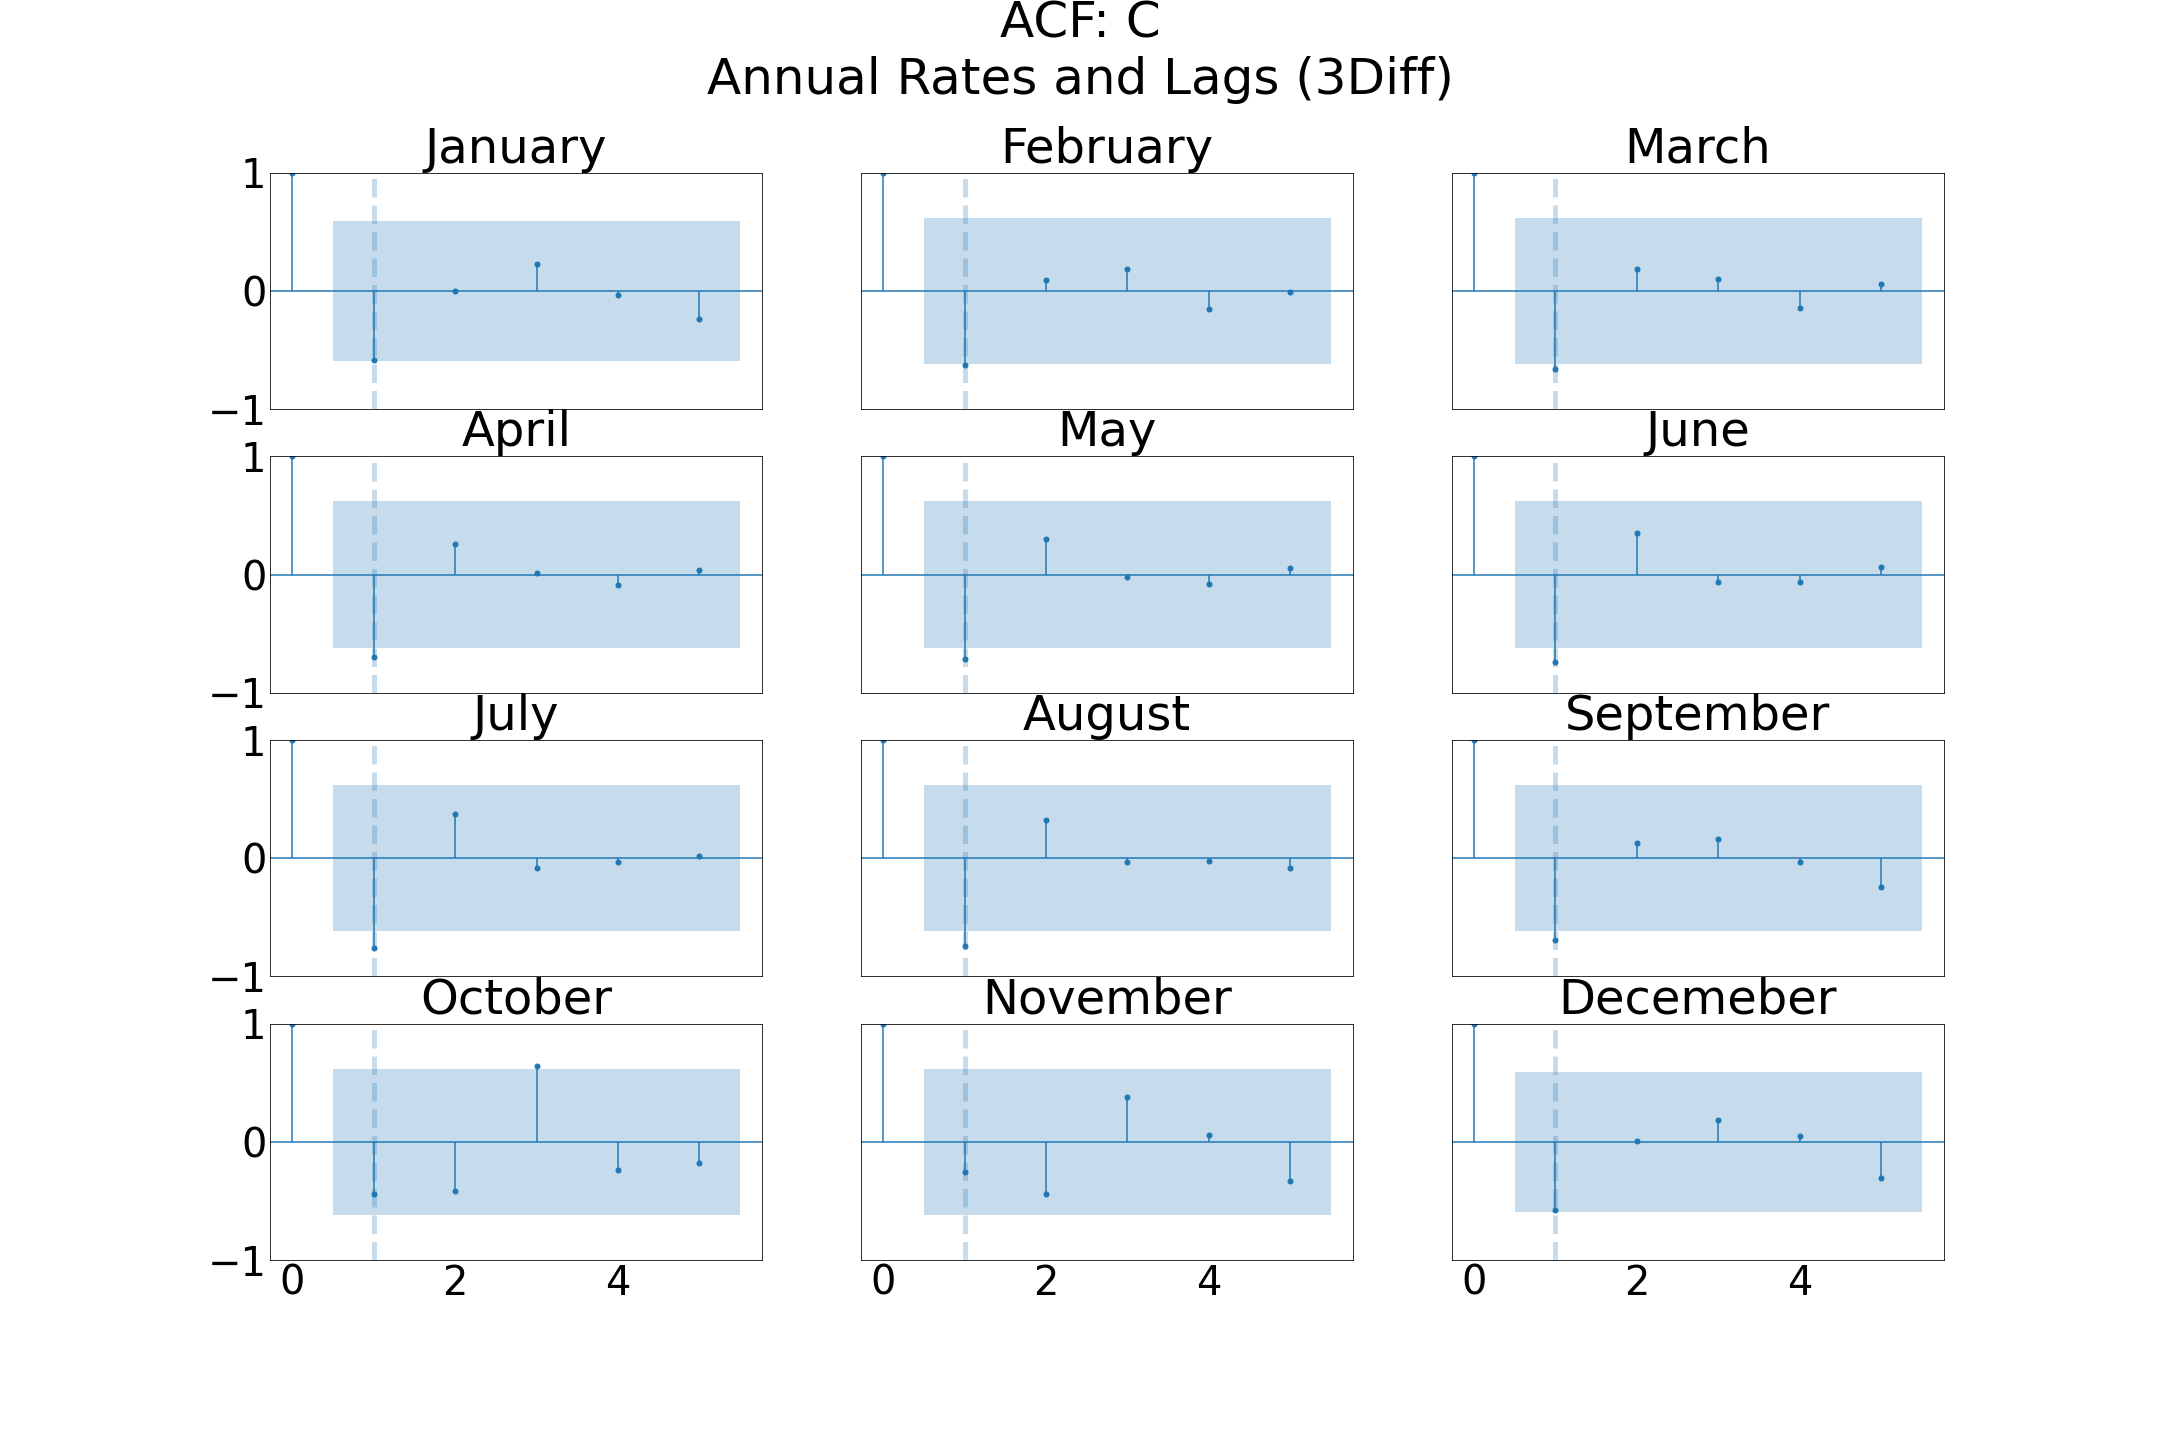 ACF: C
Annual Rates and Lags (3Diff)
January
February
March
1
0
−1
April
May
June
1
0
−1
July
August
September
1
0
−1
October
November
Decemeber
1
0
−1
0 2 4
0 2 4
0 2 4